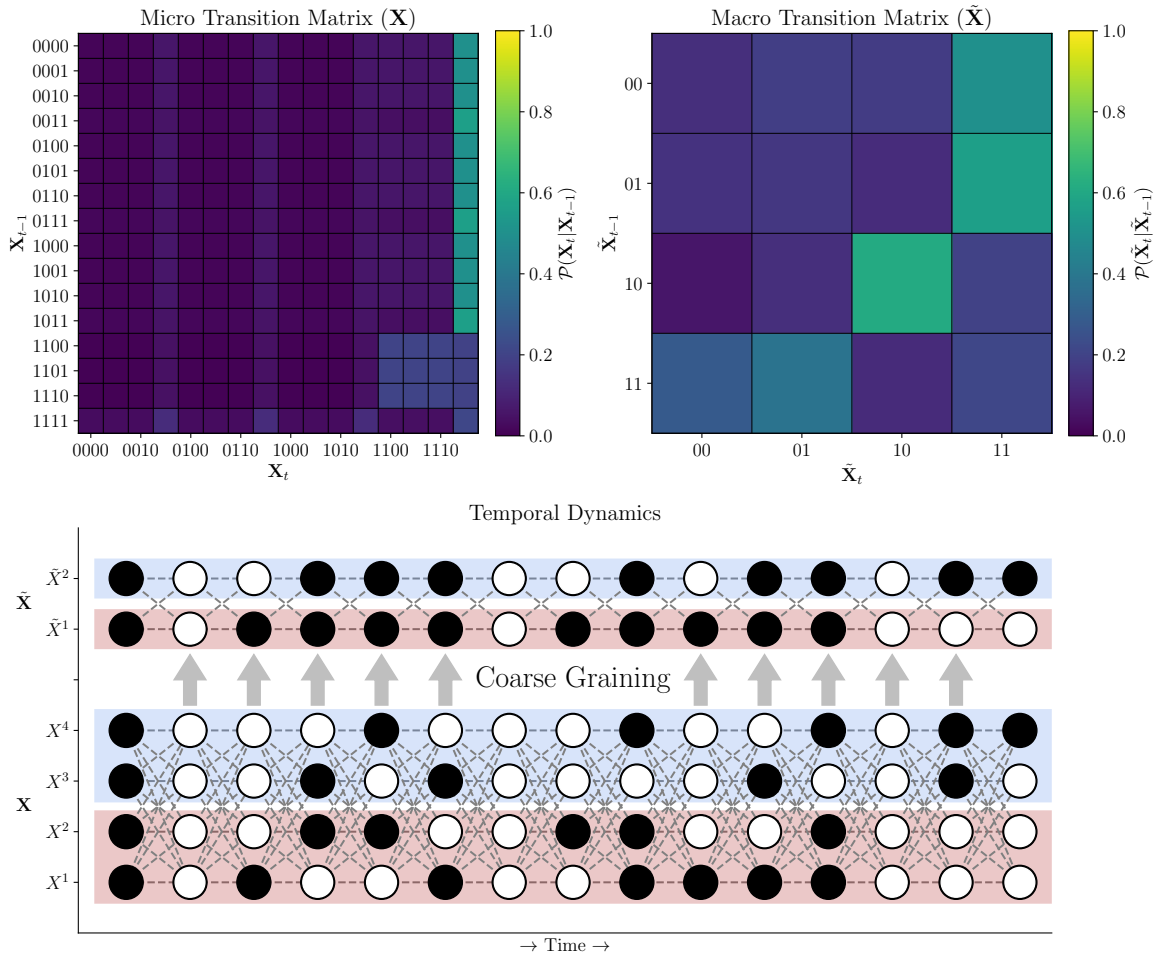 Micro Transition Matrix (X)
0000
0001
0010
0011
0100
0101
0110
0111
1000
1001
1010
1011
1100
1101
1110
1111
X_{t−1}
0000 0010 0100 0110 1000 1010 1100 1110
X_t
1.0
0.8
0.6
0.4
0.2
0.0
𝒫(X_t|X_{t−1})
Macro Transition Matrix (X̃)
00
01
10
11
X̃_{t−1}
00 01 10 11
X̃_t
1.0
0.8
0.6
0.4
0.2
0.0
𝒫(X̃_t|X̃_{t−1})
Temporal Dynamics
X̃
X̃²
X̃¹
Coarse Graining
X
X⁴
X³
X²
X¹
→ Time →